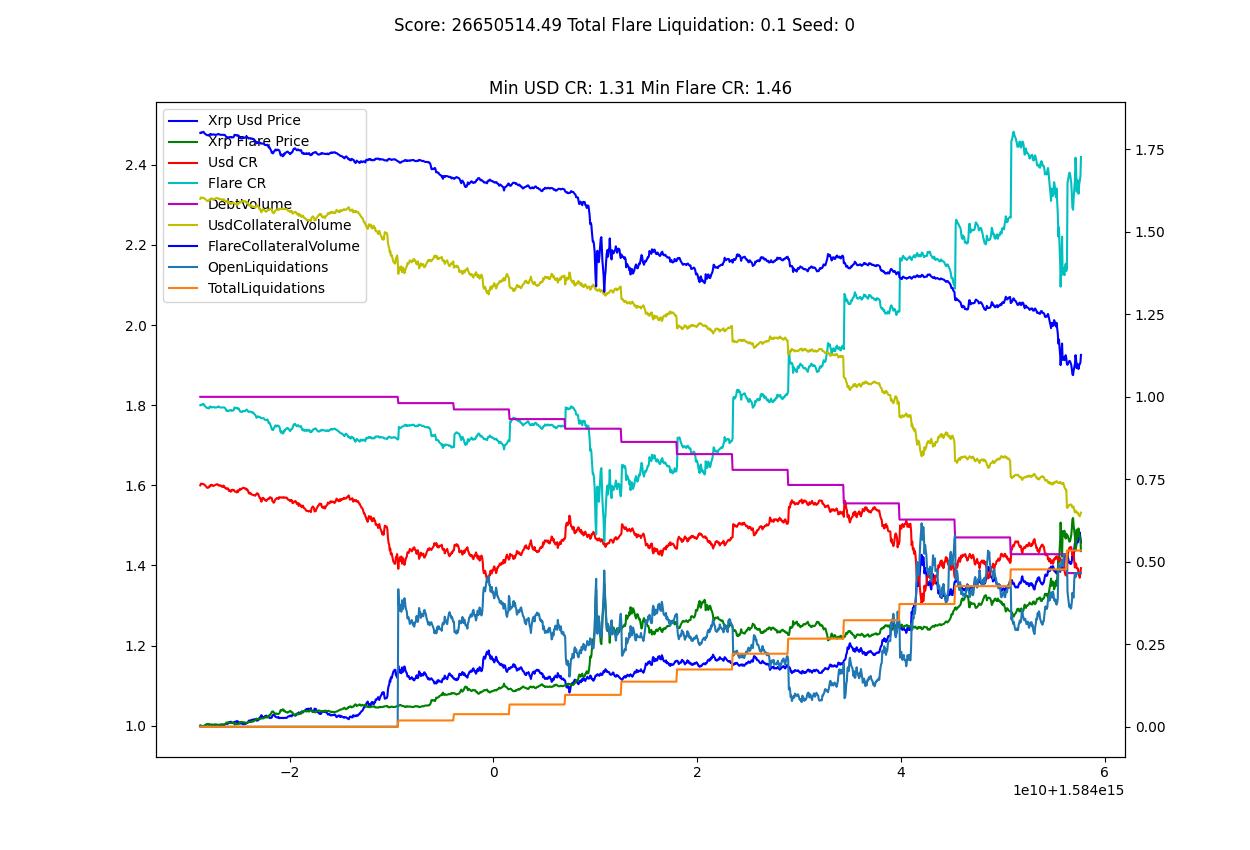 Score: 26650514.49 Total Flare Liquidation: 0.1 Seed: 0
Min USD CR: 1.31 Min Flare CR: 1.46
Xrp Usd Price
Xrp Flare Price
Usd CR
Flare CR
DebtVolume
UsdCollateralVolume
FlareCollateralVolume
OpenLiquidations
TotalLiquidations
2.4
2.2
2.0
1.8
1.6
1.4
1.2
1.0
1.75
1.50
1.25
1.00
0.75
0.50
0.25
0.00
−2 0 2 4 6
1e10+1.584e15